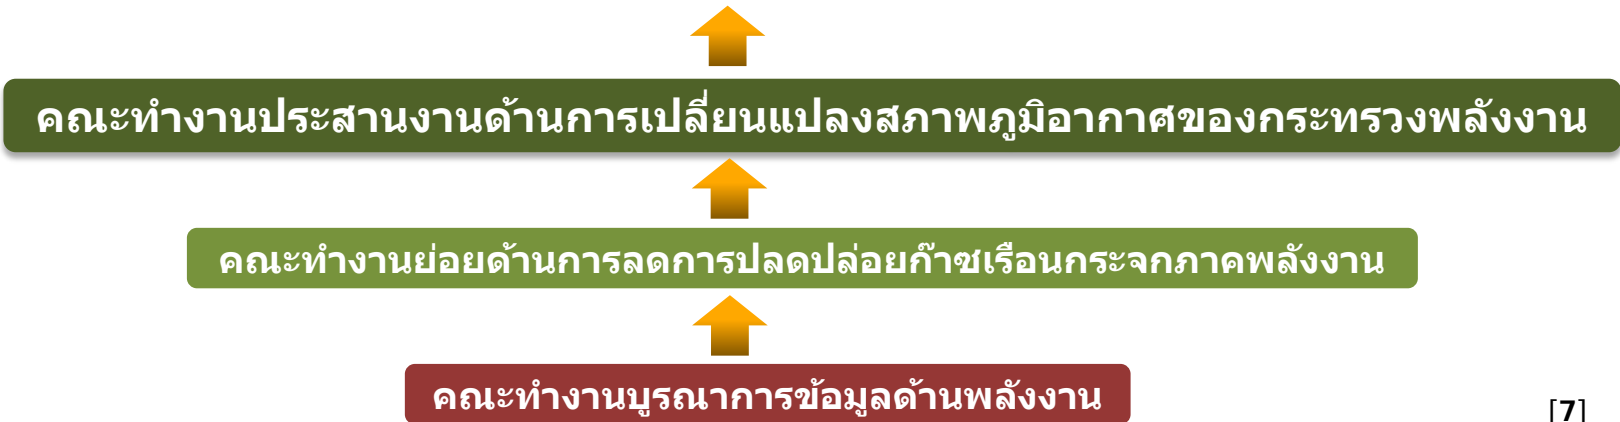 คณะทำงานประสานงานด้านการเปลี่ยนแปลงสภาพภูมิอากาศของกระทรวงพลังงาน
คณะทำงานย่อยด้านการลดการปลดปล่อยก๊าซเรือนกระจกภาคพลังงาน
คณะทำงานบูรณาการข้อมูลด้านพลังงาน
[7]